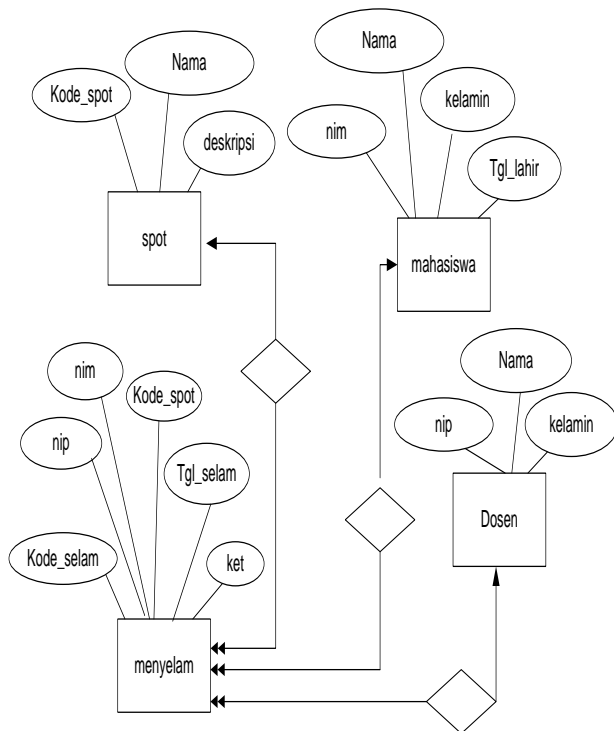 Nama
Kode_spot
deskripsi
spot
Nama
kelamin
nim
Tgl_lahir
mahasiswa
nim
Kode_spot
nip
Tgl_selam
Kode_selam
ket
menyelam
Nama
nip
kelamin
Dosen